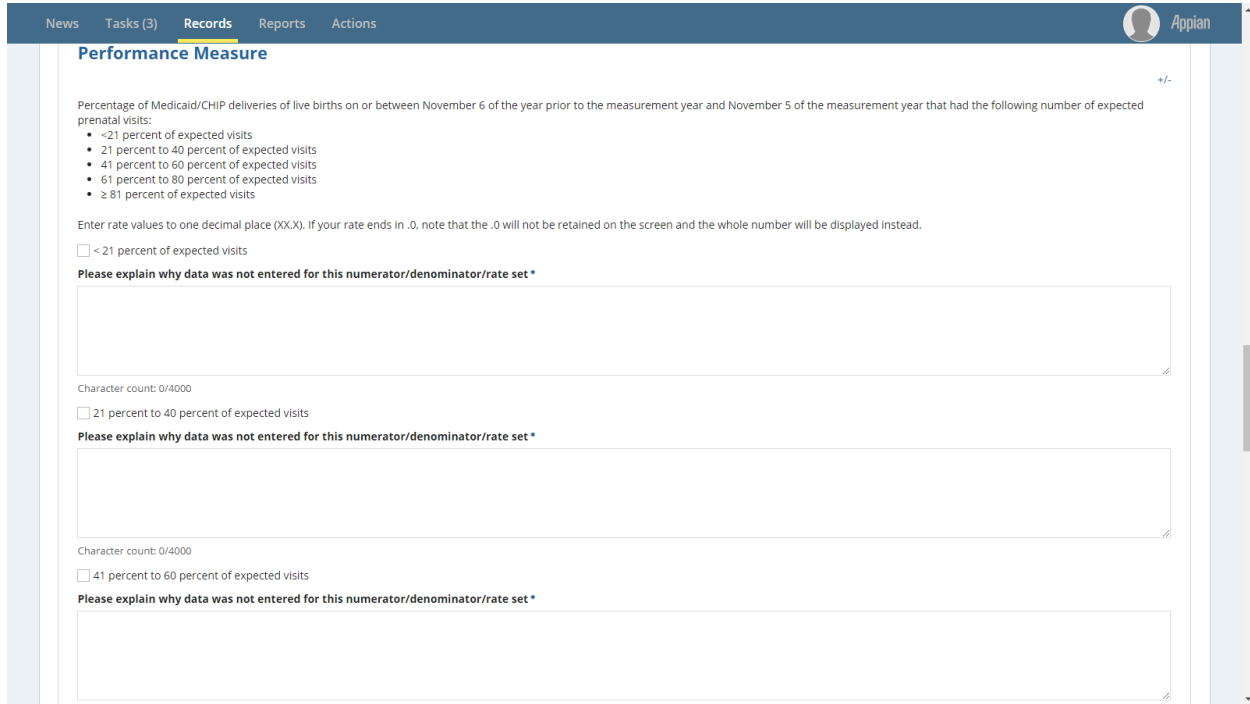 News Tasks (3) Records Reports Actions Appian
Performance Measure
+/-
Percentage of Medicaid/CHIP deliveries of live births on or between November 6 of the year prior to the measurement year and November 5 of the measurement year that had the following number of expected
prenatal visits:
• <21 percent of expected visits
• 21 percent to 40 percent of expected visits
• 41 percent to 60 percent of expected visits
• 61 percent to 80 percent of expected visits
• ≥ 81 percent of expected visits
Enter rate values to one decimal place (XX.X). If your rate ends in .0, note that the .0 will not be retained on the screen and the whole number will be displayed instead.
< 21 percent of expected visits
Please explain why data was not entered for this numerator/denominator/rate set *
Character count: 0/4000
21 percent to 40 percent of expected visits
Please explain why data was not entered for this numerator/denominator/rate set *
Character count: 0/4000
41 percent to 60 percent of expected visits
Please explain why data was not entered for this numerator/denominator/rate set *